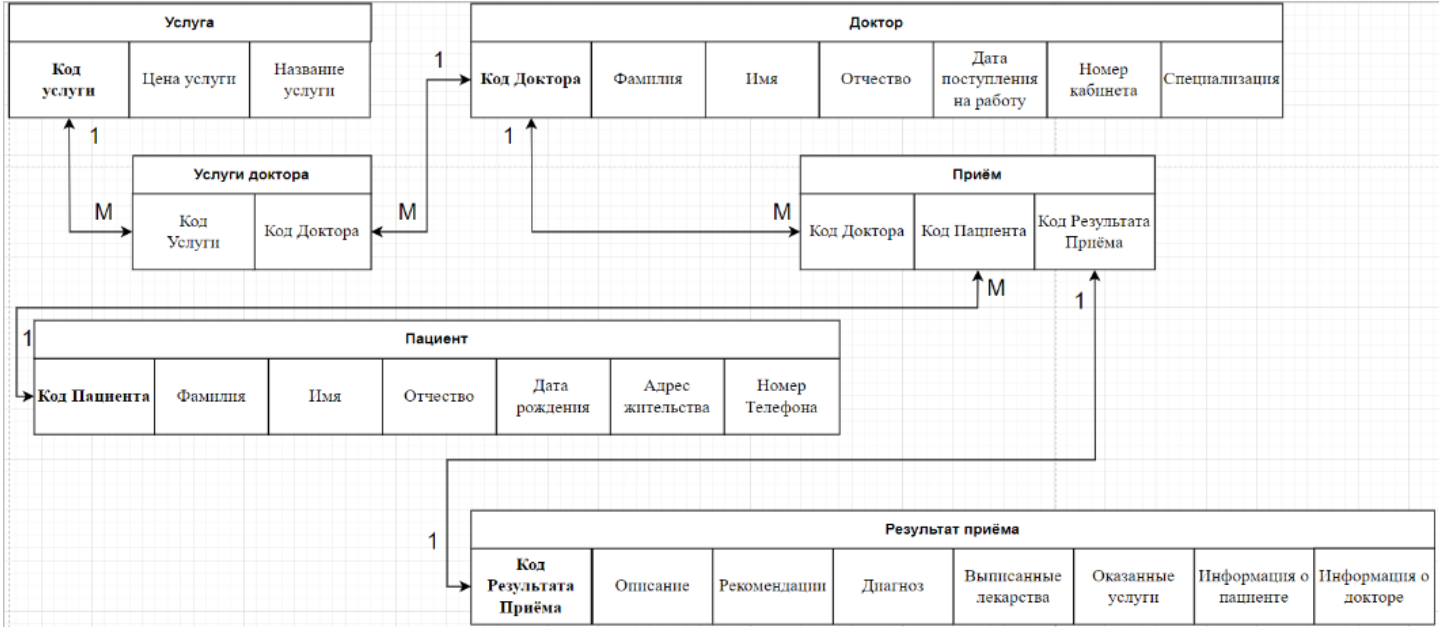 Услуга
Код
услуги
Цена услуги
Название
услуги
Доктор
Код Доктора
Фамилия
Имя
Отчество
Дата
поступления
на работу
Номер
кабинета
Специализация
1
1
1
Услуги доктора
Код
Услуги
Код Доктора
M
M
Приём
Код Доктора
Код Пациента
Код Результата
Приёма
M
M
1
1
Пациент
Код Пациента
Фамилия
Имя
Отчество
Дата
рождения
Адрес
жительства
Номер
Телефона
1
Результат приёма
Код
Результата
Приёма
Описание
Рекомендации
Диагноз
Выписанные
лекарства
Оказанные
услуги
Информация о
пациенте
Информация о
докторе